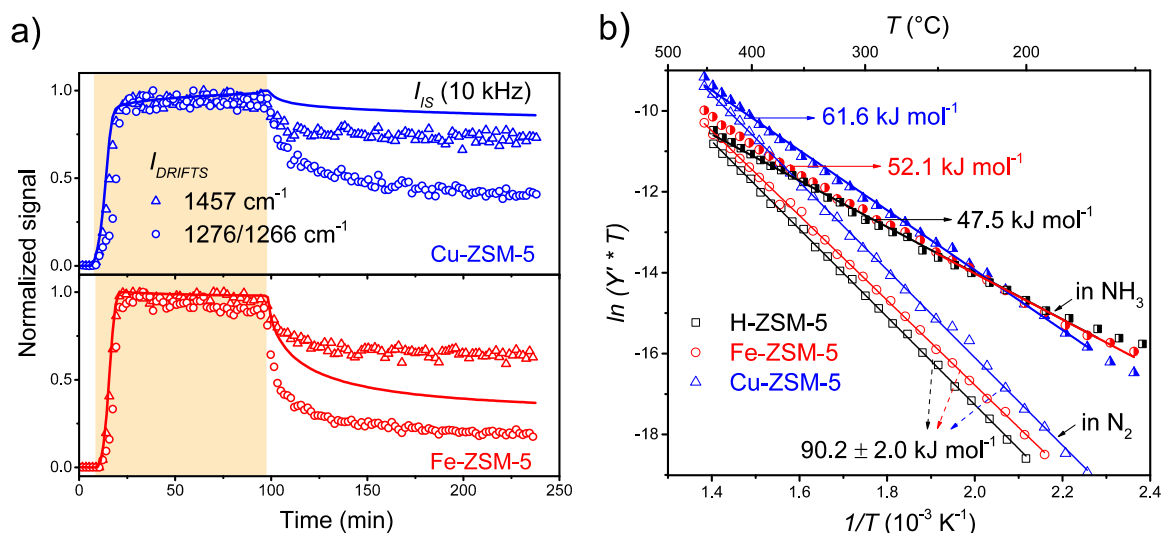 a)
Normalized signal
1.0
0.5
0.0
I_IS (10 kHz)
I_DRIFTS
△ 1457 cm⁻¹
○ 1276/1266 cm⁻¹
Cu-ZSM-5
1.0
0.5
0.0
Fe-ZSM-5
0 50 100 150 200 250
Time (min)
b)
T (°C)
500 400 300 200
ln (Y' * T)
-10
-12
-14
-16
-18
61.6 kJ mol⁻¹
52.1 kJ mol⁻¹
47.5 kJ mol⁻¹
in NH₃
H-ZSM-5
Fe-ZSM-5
Cu-ZSM-5
in N₂
90.2 ± 2.0 kJ mol⁻¹
1.4 1.6 1.8 2.0 2.2 2.4
1/T (10⁻³ K⁻¹)